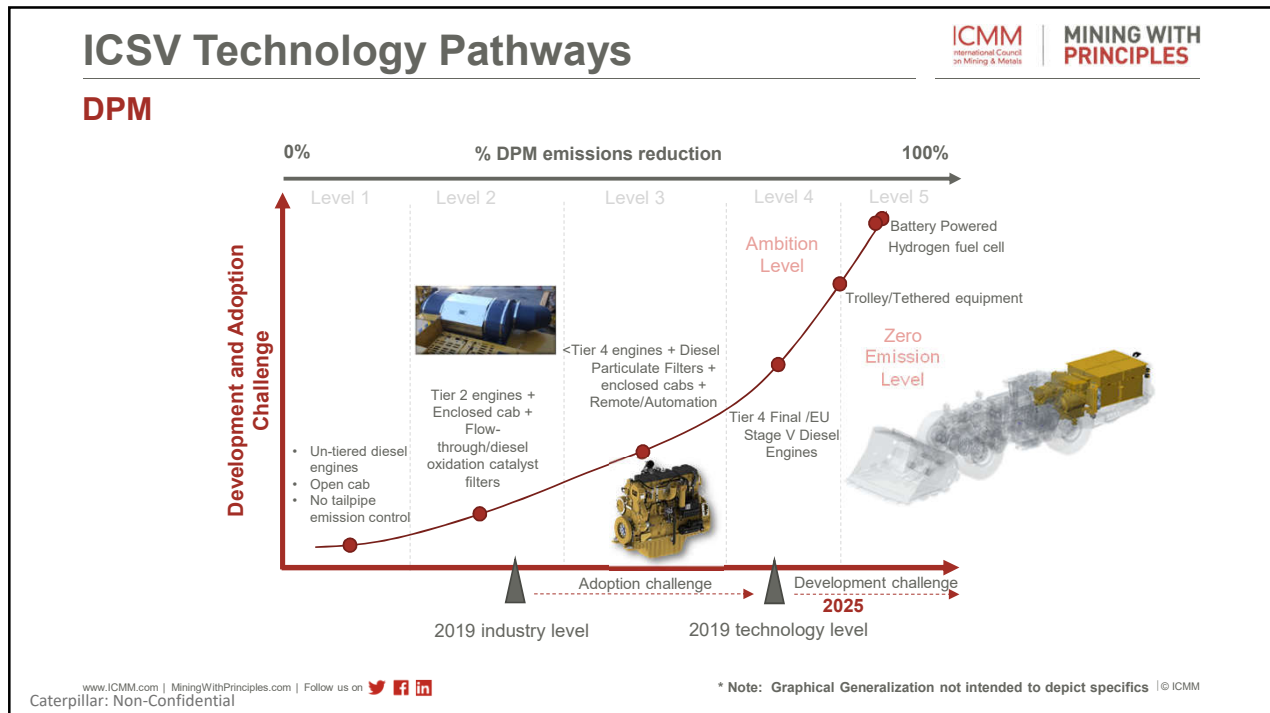 ICSV Technology Pathways
ICMM
International Council
on Mining & Metals
MINING WITH
PRINCIPLES
DPM
0%
% DPM emissions reduction
100%
Level 1
Level 2
Level 3
Level 4
Level 5
Development and Adoption
Challenge
Ambition
Level
Battery Powered
Hydrogen fuel cell
Trolley/Tethered equipment
Zero
Emission
Level
<Tier 4 engines + Diesel
Particulate Filters +
enclosed cabs +
Remote/Automation
Tier 2 engines +
Enclosed cab +
Flow-
through/diesel
oxidation catalyst
filters
Tier 4 Final /EU
Stage V Diesel
Engines
• Un-tiered diesel
engines
• Open cab
• No tailpipe
emission control
Adoption challenge
Development challenge
2025
2019 industry level
2019 technology level
www.ICMM.com | MiningWithPrinciples.com | Follow us on
* Note: Graphical Generalization not intended to depict specifics | © ICMM
Caterpillar: Non-Confidential